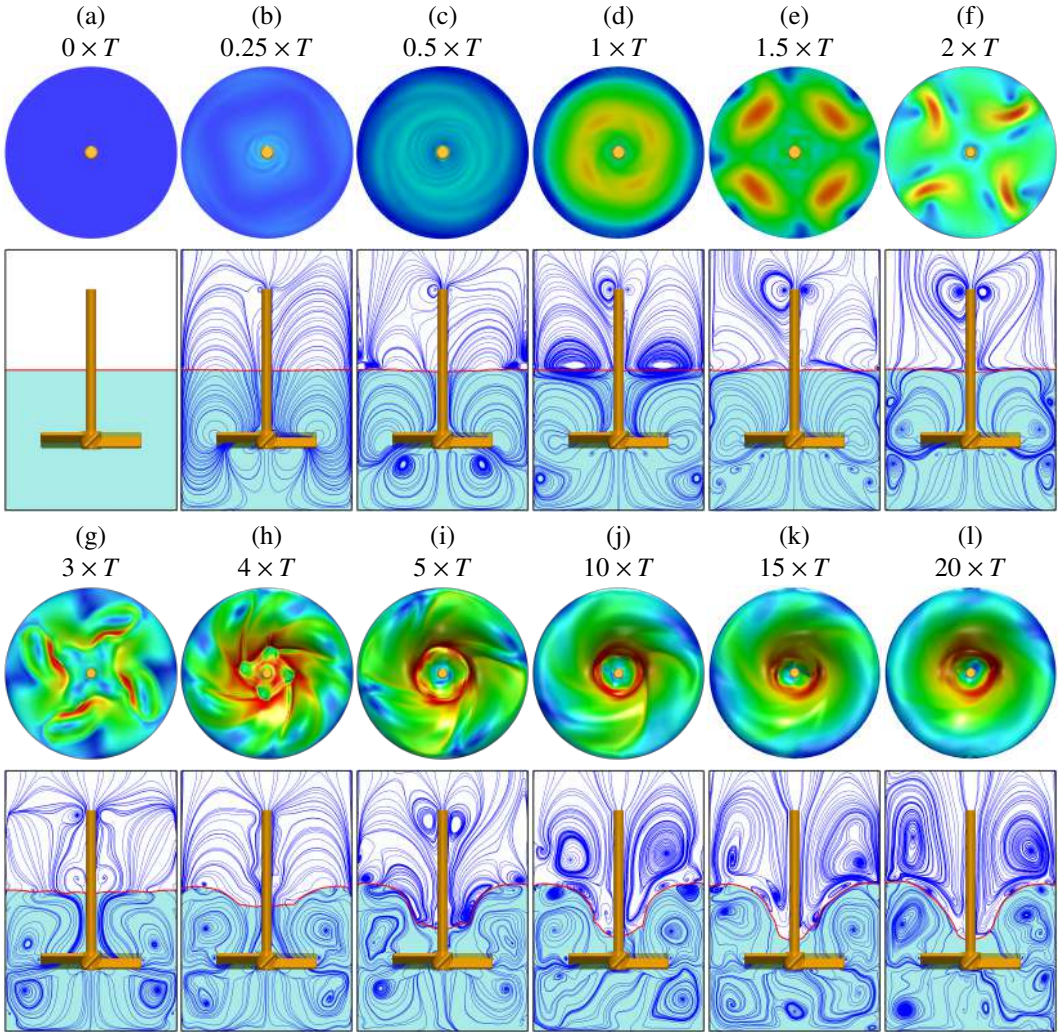 (a) (b) (c) (d) (e) (f)
0 × T 0.25 × T 0.5 × T 1 × T 1.5 × T 2 × T
(g) (h) (i) (j) (k) (l)
3 × T 4 × T 5 × T 10 × T 15 × T 20 × T